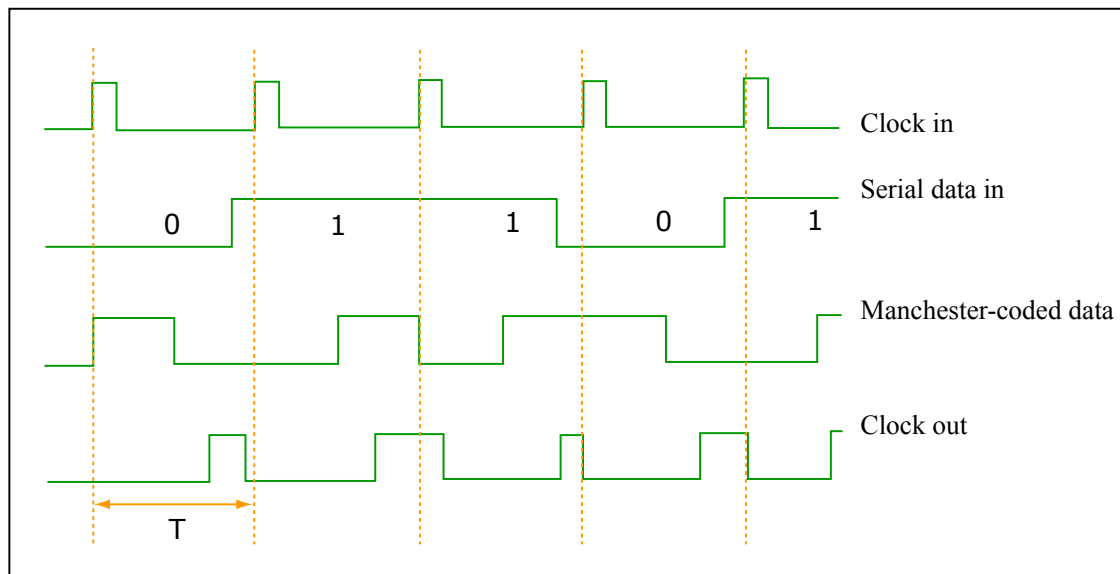 Clock in
Serial data in
0 1 1 0 1
Manchester-coded data
Clock out
T